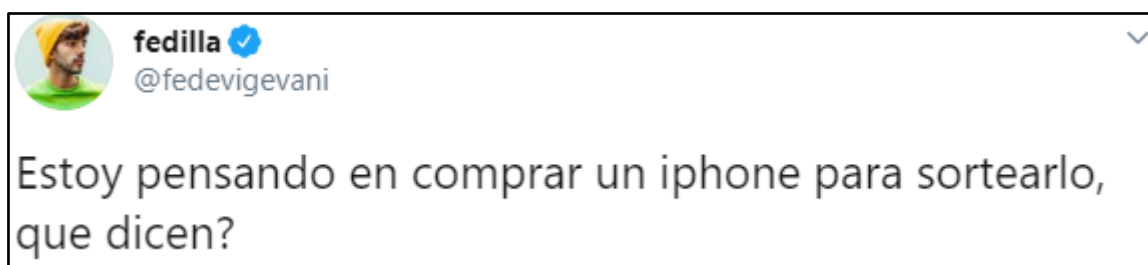 fedilla
@fedevigevani
Estoy pensando en comprar un iphone para sortearlo,
que dicen?